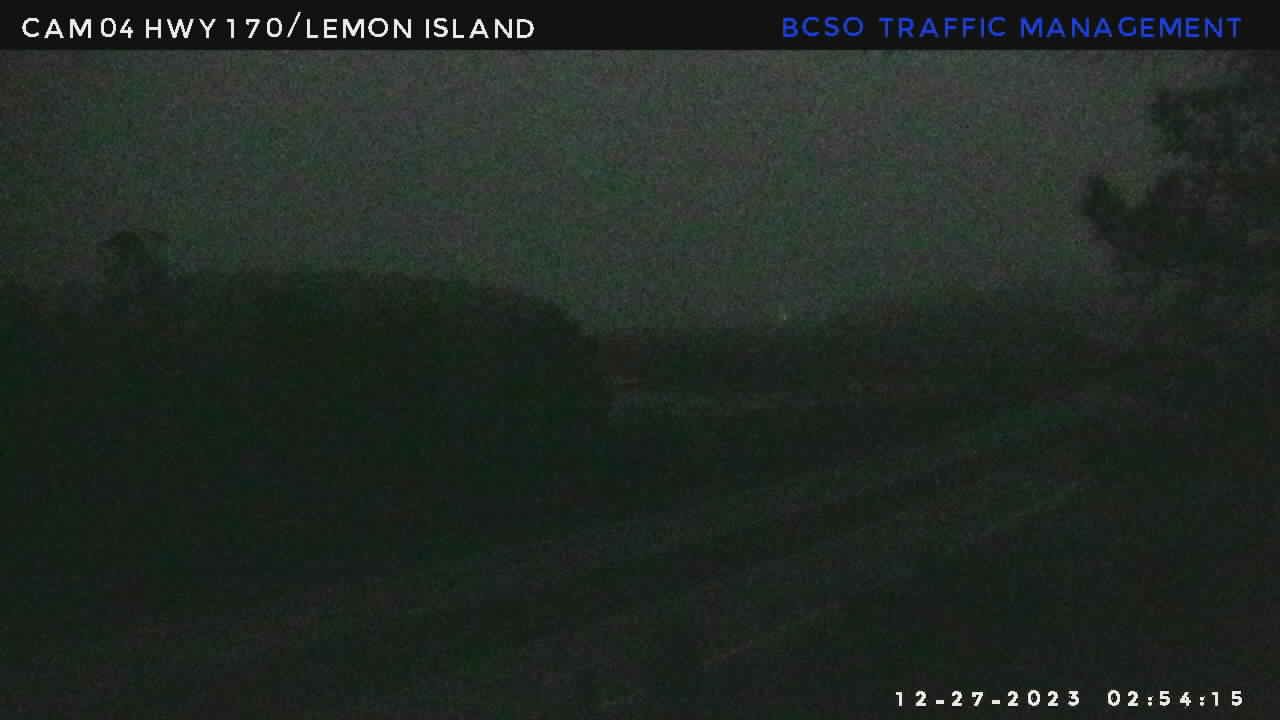 CAM04 HWY 170/LEMON ISLAND
BCSO TRAFFIC MANAGEMENT
12-27-2023 02:54:15